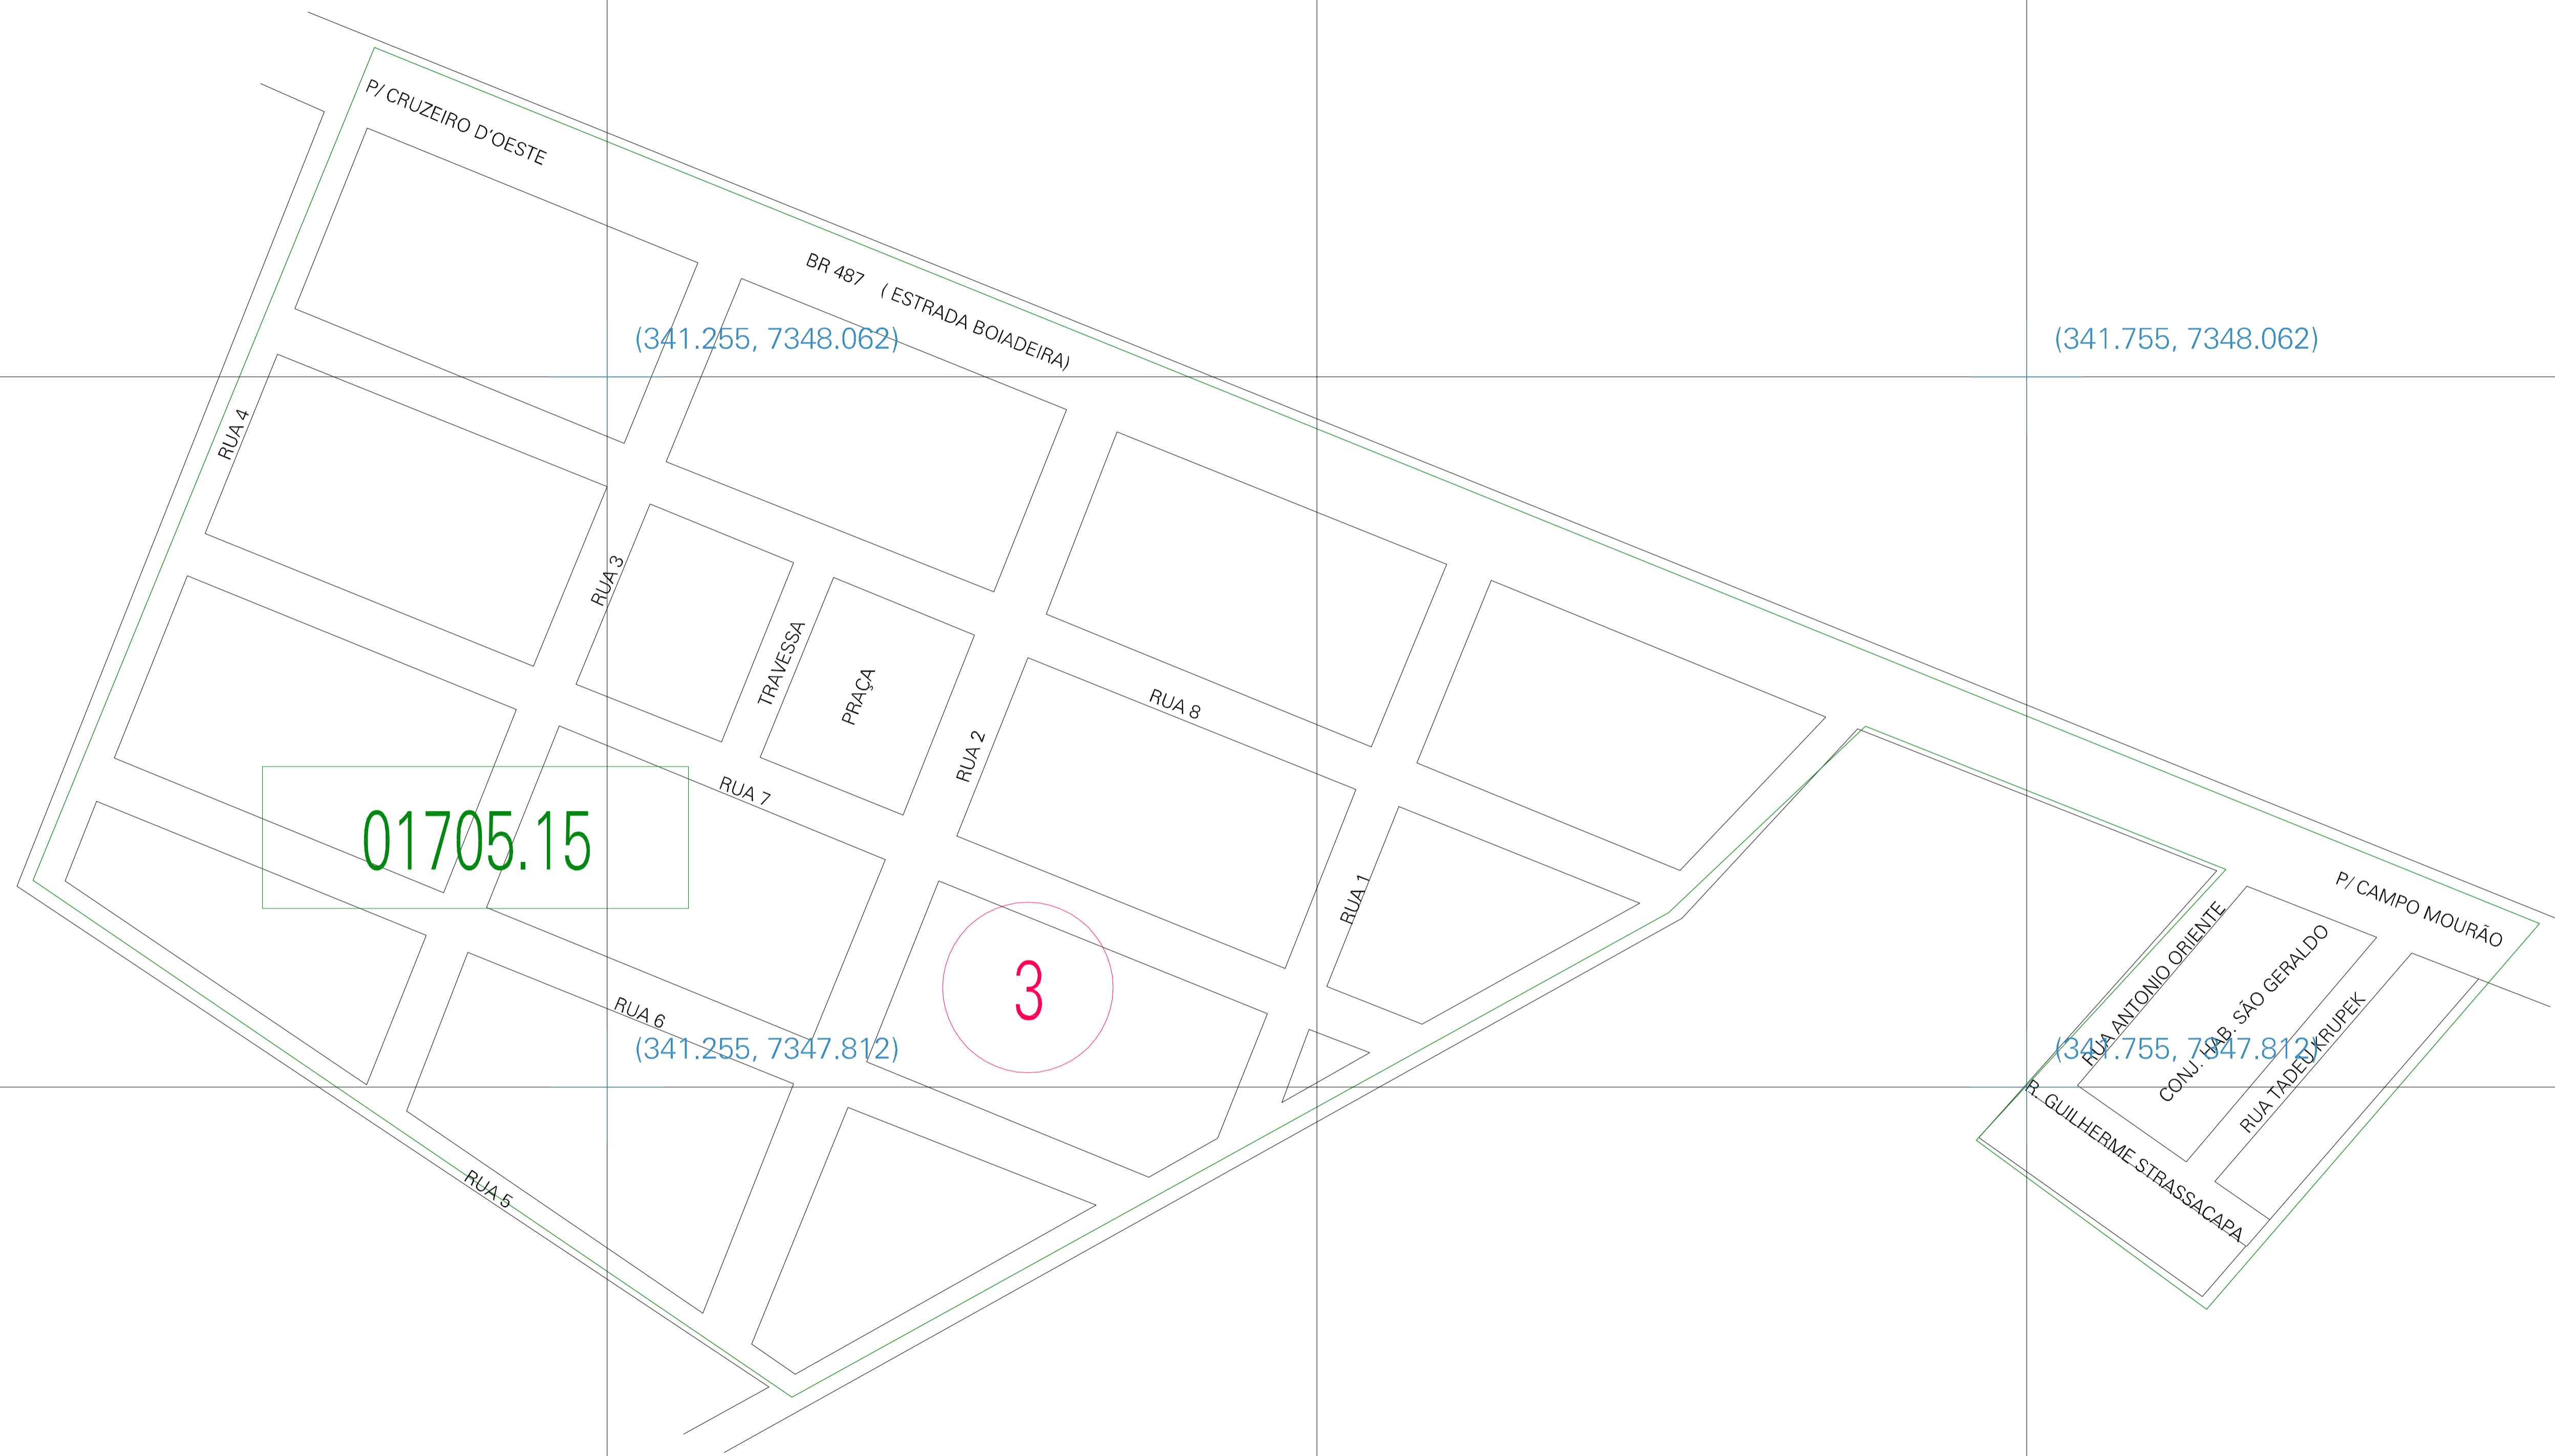 P/ CRUZEIRO D'OESTE
BR 487 ( ESTRADA BOIADEIRA)
(341.255, 7348.062)
(341.755, 7348.062)
RUA 4
RUA 3
TRAVESSA
PRAÇA
RUA 8
RUA 2
RUA 7
01705.15
RUA 1
3
P/ CAMPO MOURÃO
RUA ANTONIO ORIENTE
CONJ. HAB. SÃO GERALDO
RUA TADEU KRUPEK
RUA 6
(341.255, 7347.812)
(341.755, 7347.812)
R. GUILHERME STRASSACAPA
RUA 5